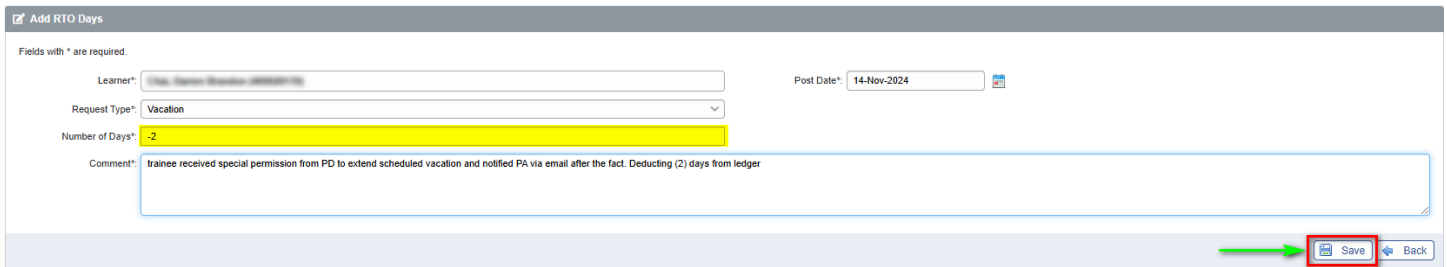 Add RTO Days
Fields with * are required.
Learner*:
Post Date*: 14-Nov-2024
Request Type*: Vacation
Number of Days*: -2
Comment*: trainee received special permission from PD to extend scheduled vacation and notified PA via email after the fact. Deducting (2) days from ledger
Save Back